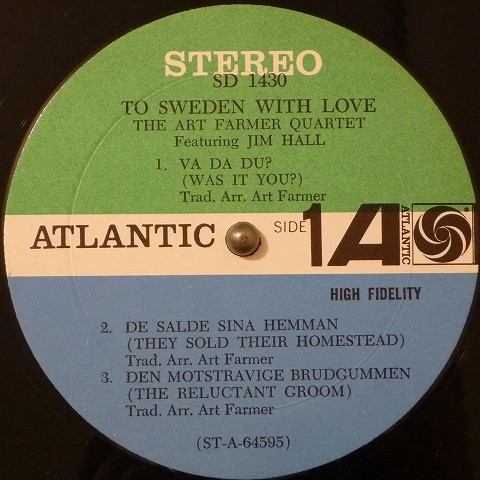 STEREO
SD 1430
TO SWEDEN WITH LOVE
THE ART FARMER QUARTET
Featuring JIM HALL
1. VA DA DU?
(WAS IT YOU?)
Trad. Arr. Art Farmer
ATLANTIC
SIDE 1
A
ATLANTIC
HIGH FIDELITY
2. DE SALDE SINA HEMMAN
(THEY SOLD THEIR HOMESTEAD)
Trad. Arr. Art Farmer
3. DEN MOTSTRAVIGE BRUDGUMMEN
(THE RELUCTANT GROOM)
Trad. Arr. Art Farmer
(ST-A-64595)